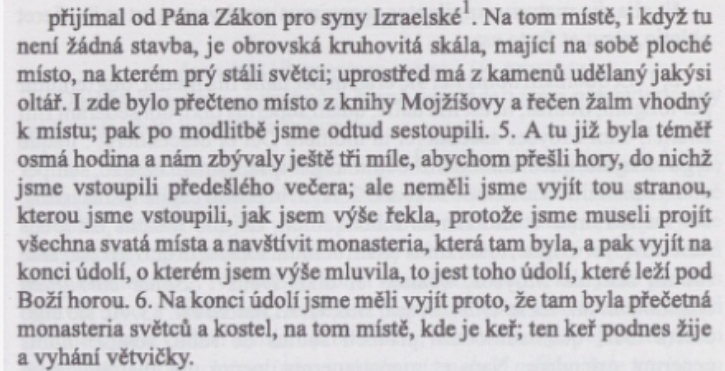 přijímal od Pána Zákon pro syny Izraelské¹. Na tom místě, i když tu
není žádná stavba, je obrovská kruhovitá skála, mající na sobě ploché
místo, na kterém prý stáli světci; uprostřed má z kamenů udělaný jakýsi
oltář. I zde bylo přečteno místo z knihy Mojžíšovy a řečen žalm vhodný
k místu; pak po modlitbě jsme odtud sestoupili. 5. A tu již byla téměř
osmá hodina a nám zbývaly ještě tři míle, abychom přešli hory, do nichž
jsme vstoupili předešlého večera; ale neměli jsme vyjít tou stranou,
kterou jsme vstoupili, jak jsem výše řekla, protože jsme museli projít
všechna svatá místa a navštívit monasteria, která tam byla, a pak vyjít na
konci údolí, o kterém jsem výše mluvila, to jest toho údolí, které leží pod
Boží horou. 6. Na konci údolí jsme měli vyjít proto, že tam byla přečetná
monasteria světců a kostel, na tom místě, kde je keř; ten keř podnes žije
a vyhání větvičky.